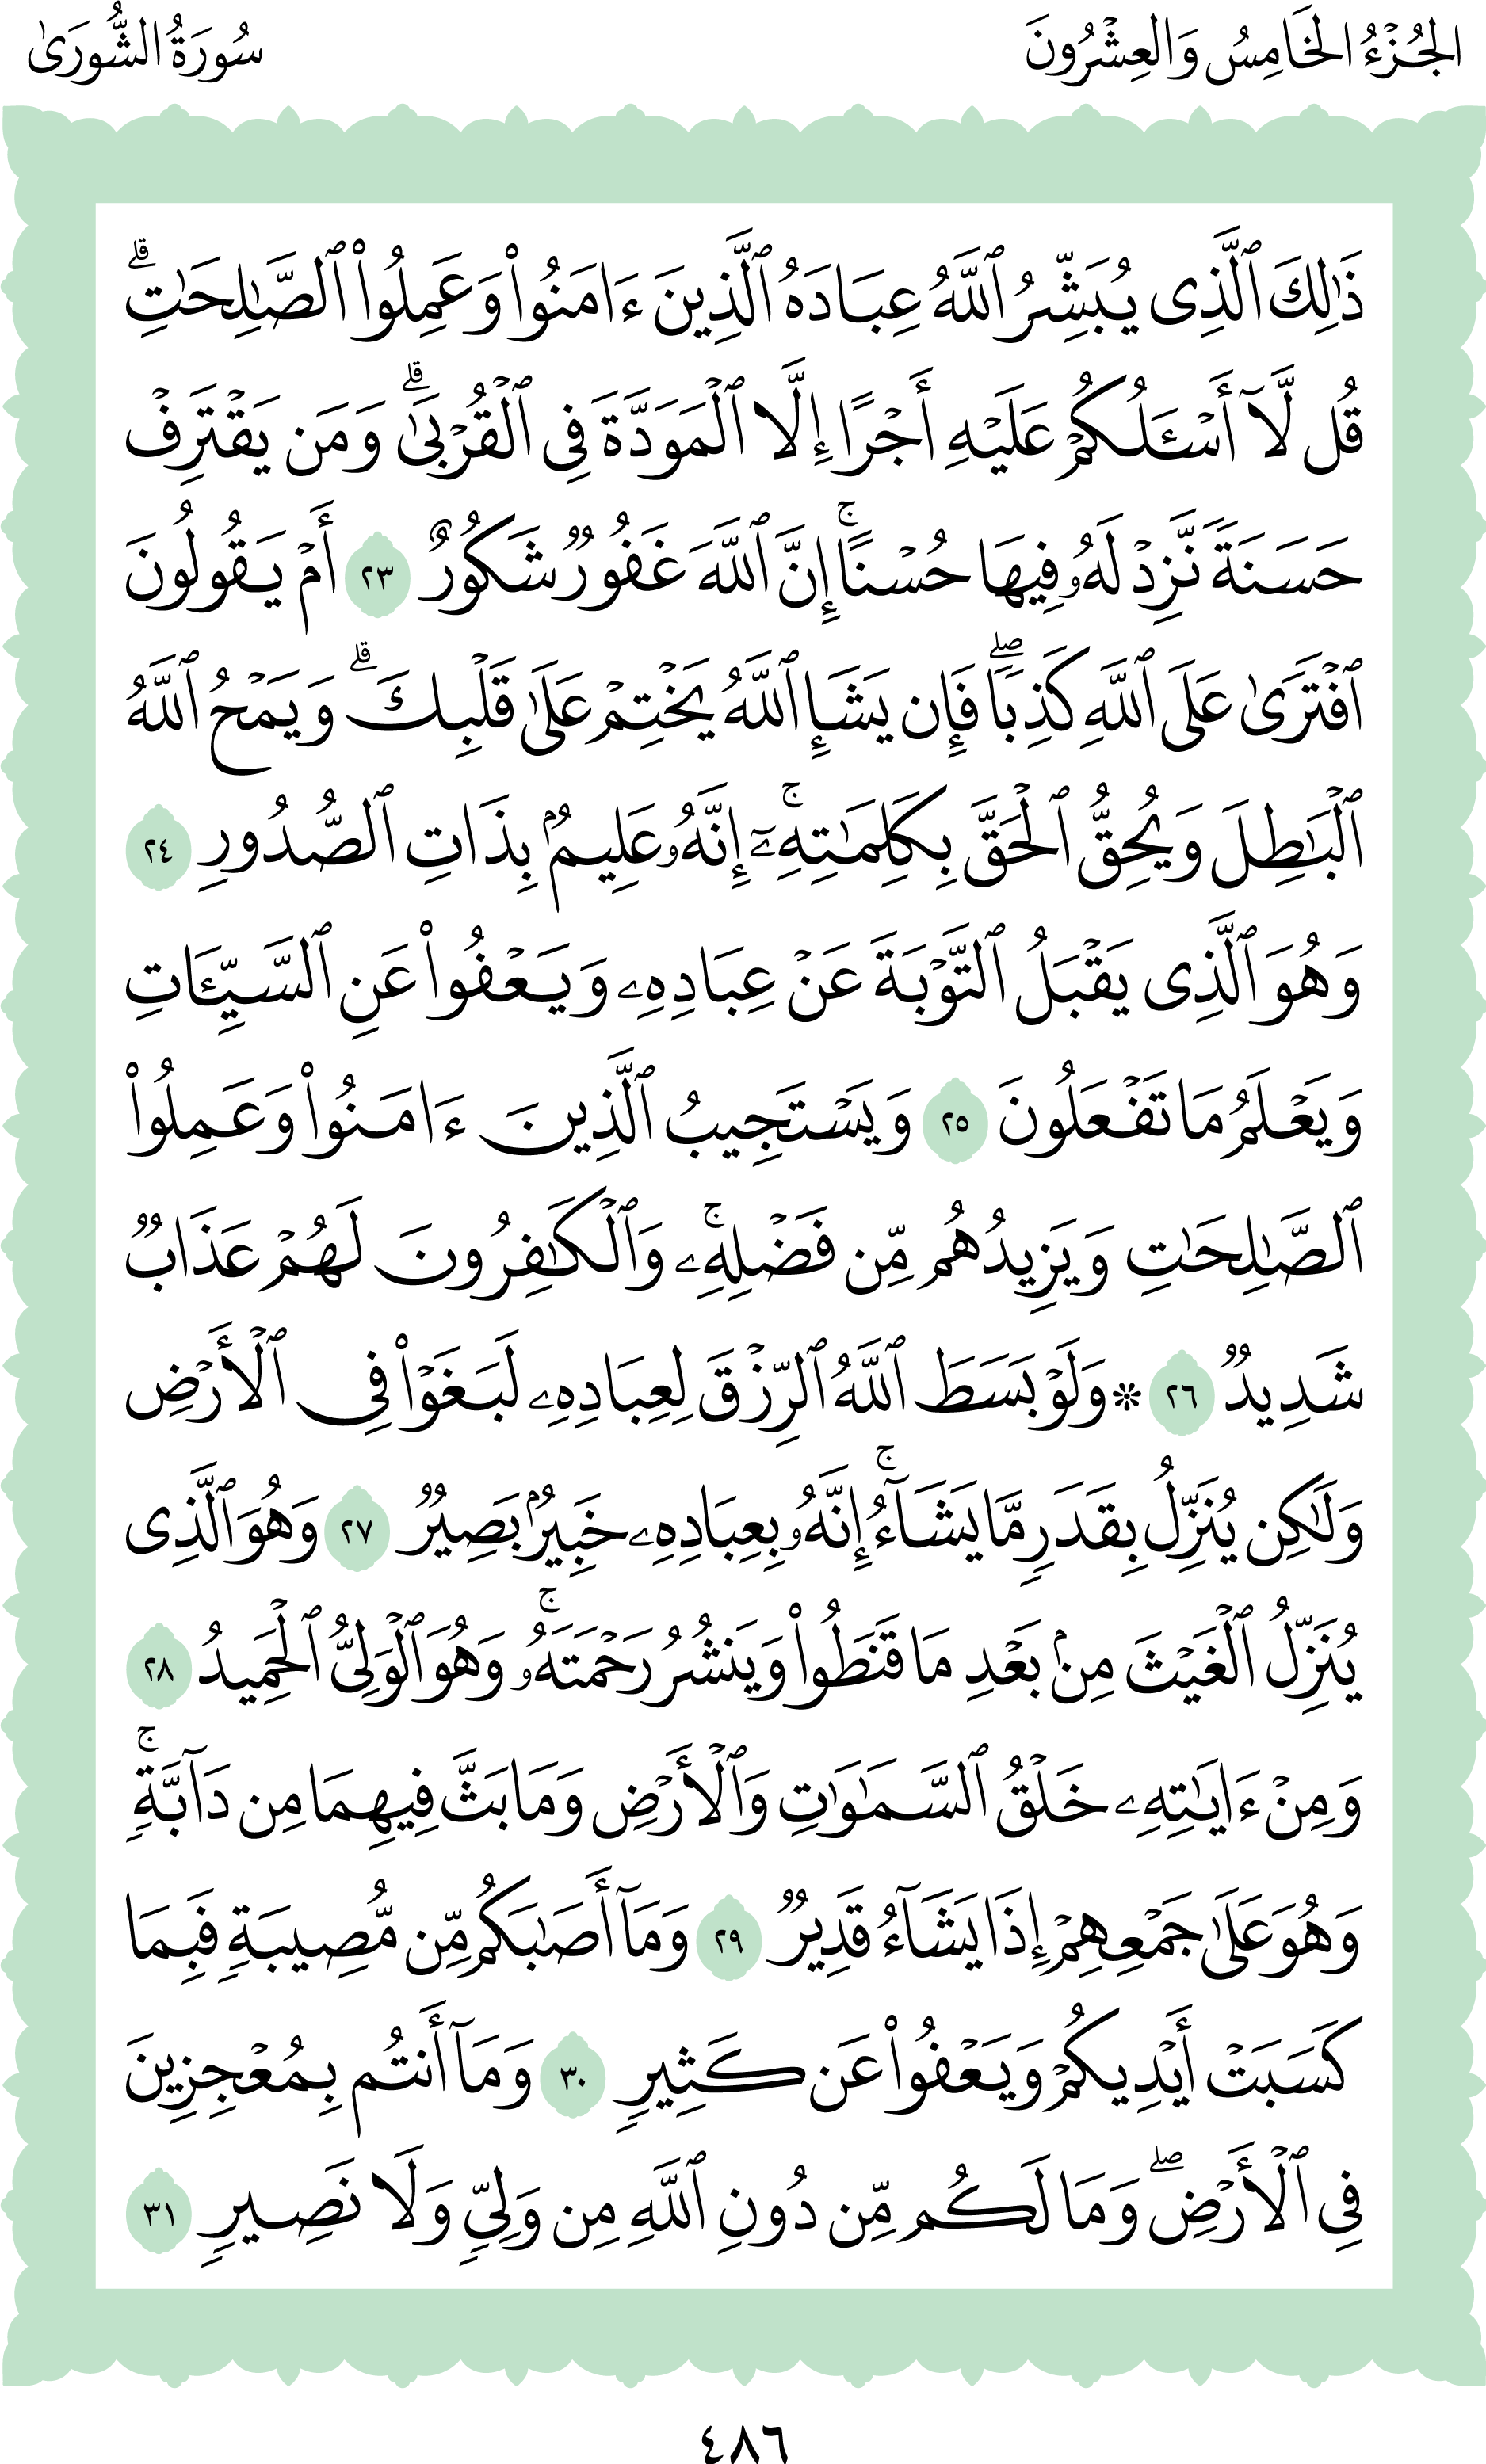 الجُزْءُ الخَامِسُ وَالعِشْرُونَ
سُورَةُ الشُّورَىٰ
ذَٰلِكَ ٱلَّذِى يُبَشِّرُ ٱللَّهُ عِبَادَهُ ٱلَّذِينَ ءَامَنُوا۟ وَعَمِلُوا۟ ٱلصَّـٰلِحَـٰتِ ۗ
قُل لَّآ أَسْـَٔلُكُمْ عَلَيْهِ أَجْرًا إِلَّا ٱلْمَوَدَّةَ فِى ٱلْقُرْبَىٰ ۗ وَمَن يَقْتَرِفْ
حَسَنَةً نَّزِدْ لَهُۥ فِيهَا حُسْنًا ۚ إِنَّ ٱللَّهَ غَفُورٌ شَكُورٌ ٢٣ أَمْ يَقُولُونَ
ٱفْتَرَىٰ عَلَى ٱللَّهِ كَذِبًا ۖ فَإِن يَشَإِ ٱللَّهُ يَخْتِمْ عَلَىٰ قَلْبِكَ ۗ وَيَمْحُ ٱللَّهُ
ٱلْبَـٰطِلَ وَيُحِقُّ ٱلْحَقَّ بِكَلِمَـٰتِهِۦٓ ۚ إِنَّهُۥ عَلِيمٌۢ بِذَاتِ ٱلصُّدُورِ ٢٤
وَهُوَ ٱلَّذِى يَقْبَلُ ٱلتَّوْبَةَ عَنْ عِبَادِهِۦ وَيَعْفُوا۟ عَنِ ٱلسَّيِّـَٔاتِ
وَيَعْلَمُ مَا تَفْعَلُونَ ٢٥ وَيَسْتَجِيبُ ٱلَّذِينَ ءَامَنُوا۟ وَعَمِلُوا۟
ٱلصَّـٰلِحَـٰتِ وَيَزِيدُهُم مِّن فَضْلِهِۦ ۚ وَٱلْكَـٰفِرُونَ لَهُمْ عَذَابٌ
شَدِيدٌ ٢٦ ۞ وَلَوْ بَسَطَ ٱللَّهُ ٱلرِّزْقَ لِعِبَادِهِۦ لَبَغَوْا۟ فِى ٱلْأَرْضِ
وَلَـٰكِن يُنَزِّلُ بِقَدَرٍ مَّا يَشَآءُ ۚ إِنَّهُۥ بِعِبَادِهِۦ خَبِيرٌۢ بَصِيرٌ ٢٧ وَهُوَ ٱلَّذِى
يُنَزِّلُ ٱلْغَيْثَ مِنۢ بَعْدِ مَا قَنَطُوا۟ وَيَنشُرُ رَحْمَتَهُۥ ۚ وَهُوَ ٱلْوَلِىُّ ٱلْحَمِيدُ ٢٨
وَمِنْ ءَايَـٰتِهِۦ خَلْقُ ٱلسَّمَـٰوَٰتِ وَٱلْأَرْضِ وَمَا بَثَّ فِيهِمَا مِن دَآبَّةٍ ۚ
وَهُوَ عَلَىٰ جَمْعِهِمْ إِذَا يَشَآءُ قَدِيرٌ ٢٩ وَمَآ أَصَـٰبَكُم مِّن مُّصِيبَةٍ فَبِمَا
كَسَبَتْ أَيْدِيكُمْ وَيَعْفُوا۟ عَن كَثِيرٍ ٣٠ وَمَآ أَنتُم بِمُعْجِزِينَ
فِى ٱلْأَرْضِ ۖ وَمَا لَكُم مِّن دُونِ ٱللَّهِ مِن وَلِىٍّ وَلَا نَصِيرٍ ٣١
٤٨٦